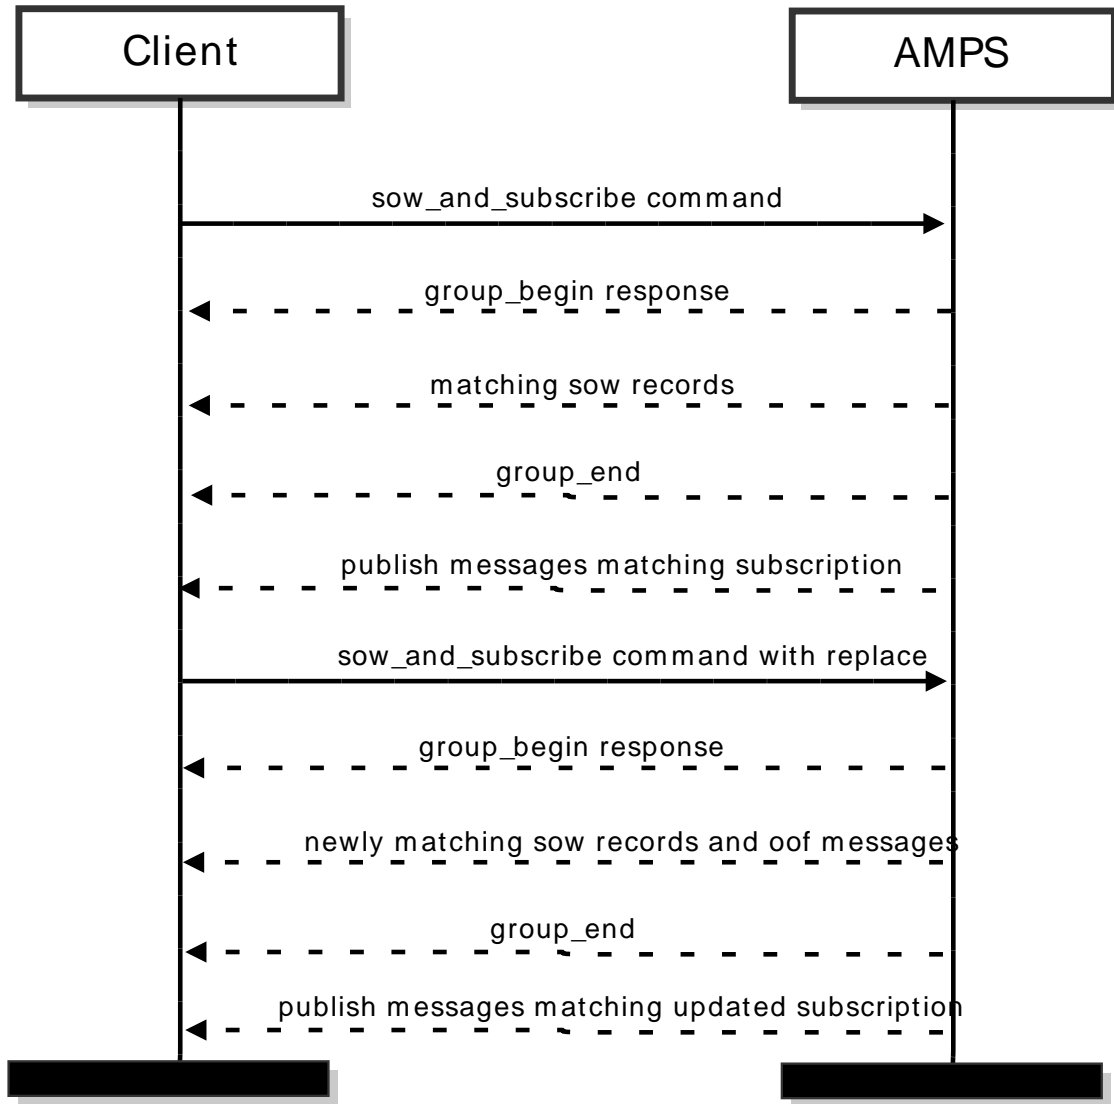 Client
AMPS
sow_and_subscribe command
group_begin response
matching sow records
group_end
publish messages matching subscription
sow_and_subscribe command with replace
group_begin response
newly matching sow records and oof messages
group_end
publish messages matching updated subscription